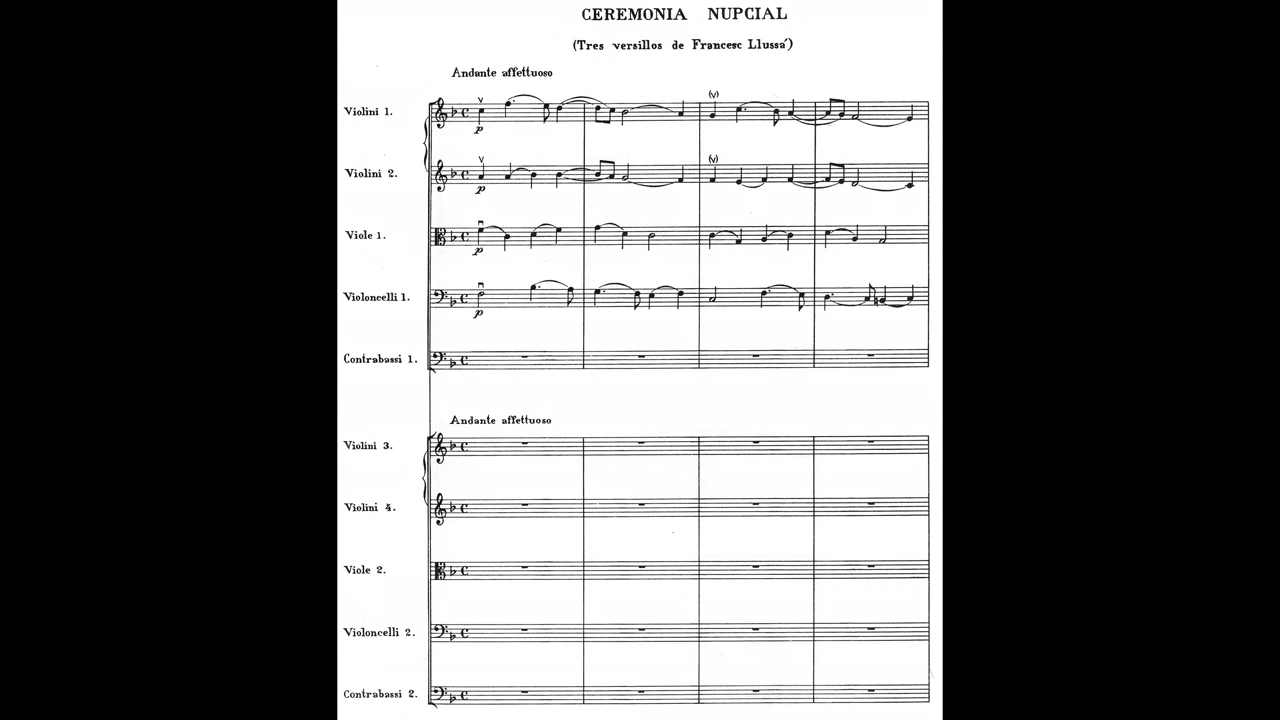 CEREMONIA NUPCIAL
(Tres versillos de Francesc Llussá)
Andante affettuoso
Violini 1.
(v)
p
Violini 2.
(v)
p
Viole 1.
p
Violoncelli 1.
p
Contrabassi 1.
Andante affettuoso
Violini 3.
Violini 4.
Viole 2.
Violoncelli 2.
Contrabassi 2.